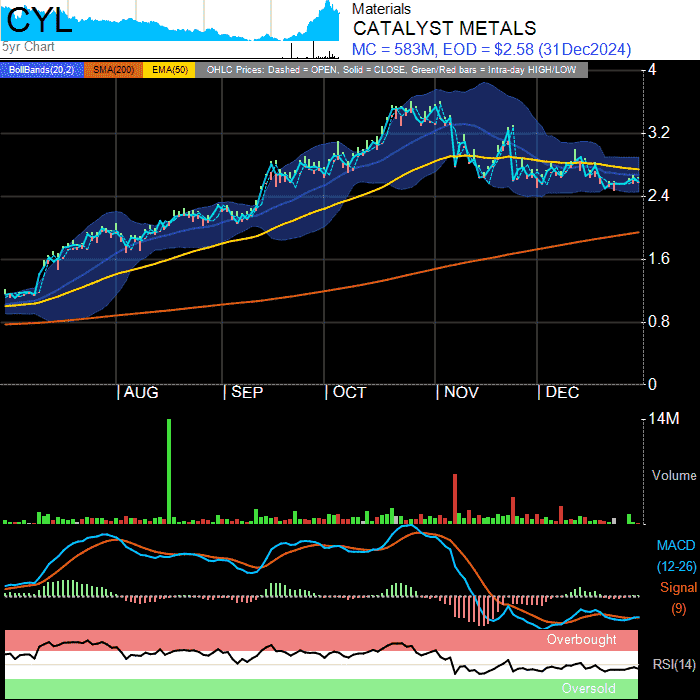 CYL
5yr Chart
Materials
CATALYST METALS
MC = 583M, EOD = $2.58 (31Dec2024)
BollBands(20,2) SMA(200) EMA(50) OHLC Prices: Dashed = OPEN, Solid = CLOSE, Green/Red bars = Intra-day HIGH/LOW
4
3.2
2.4
1.6
0.8
0
| AUG | SEP | OCT | NOV | DEC
14M
Volume
MACD
(12-26)
Signal
(9)
Overbought
RSI(14)
Oversold